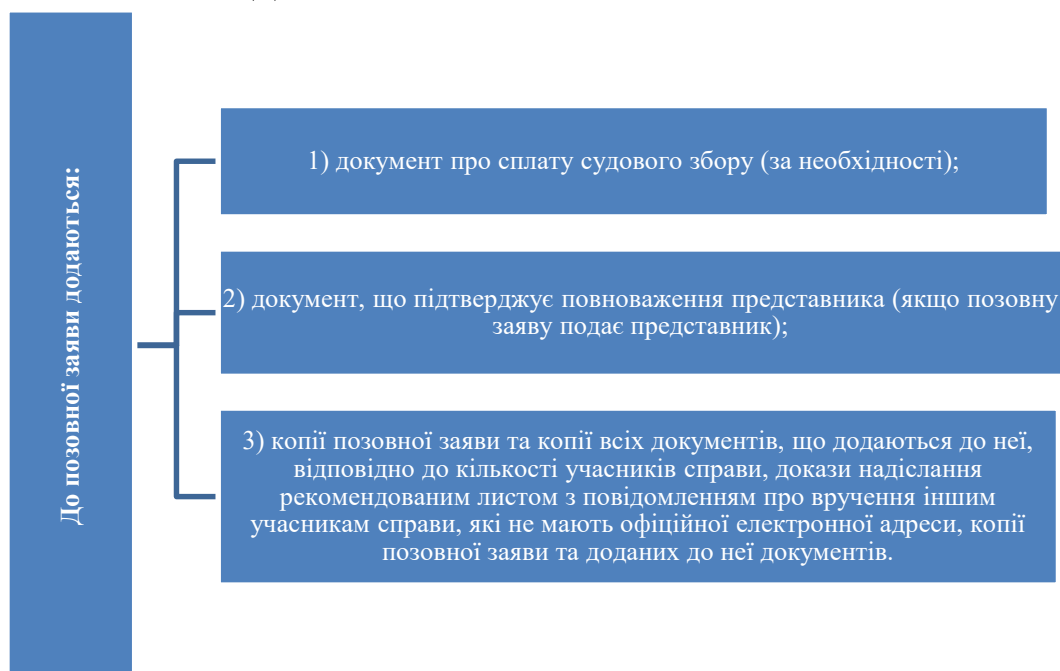 До позовної заяви додаються:
1) документ про сплату судового збору (за необхідності);
2) документ, що підтверджує повноваження представника (якщо позовну
заяву подає представник);
3) копії позовної заяви та копії всіх документів, що додаються до неї,
відповідно до кількості учасників справи, докази надіслання
рекомендованим листом з повідомленням про вручення іншим
учасникам справи, які не мають офіційної електронної адреси, копії
позовної заяви та доданих до неї документів.